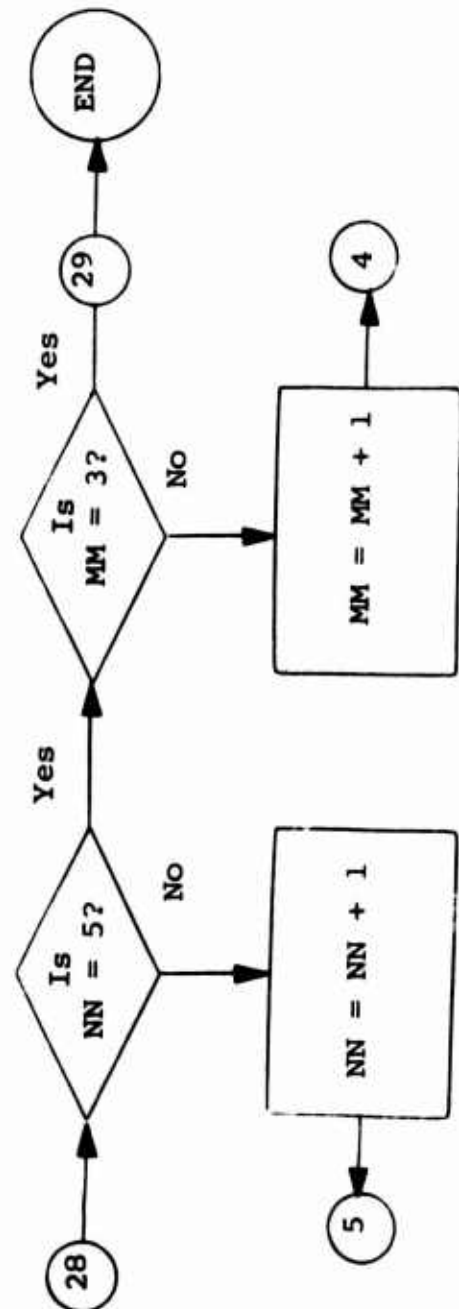 28
Is
NN = 5?
Yes
No
NN = NN + 1
5
Is
MM = 3?
Yes
No
MM = MM + 1
4
29
END